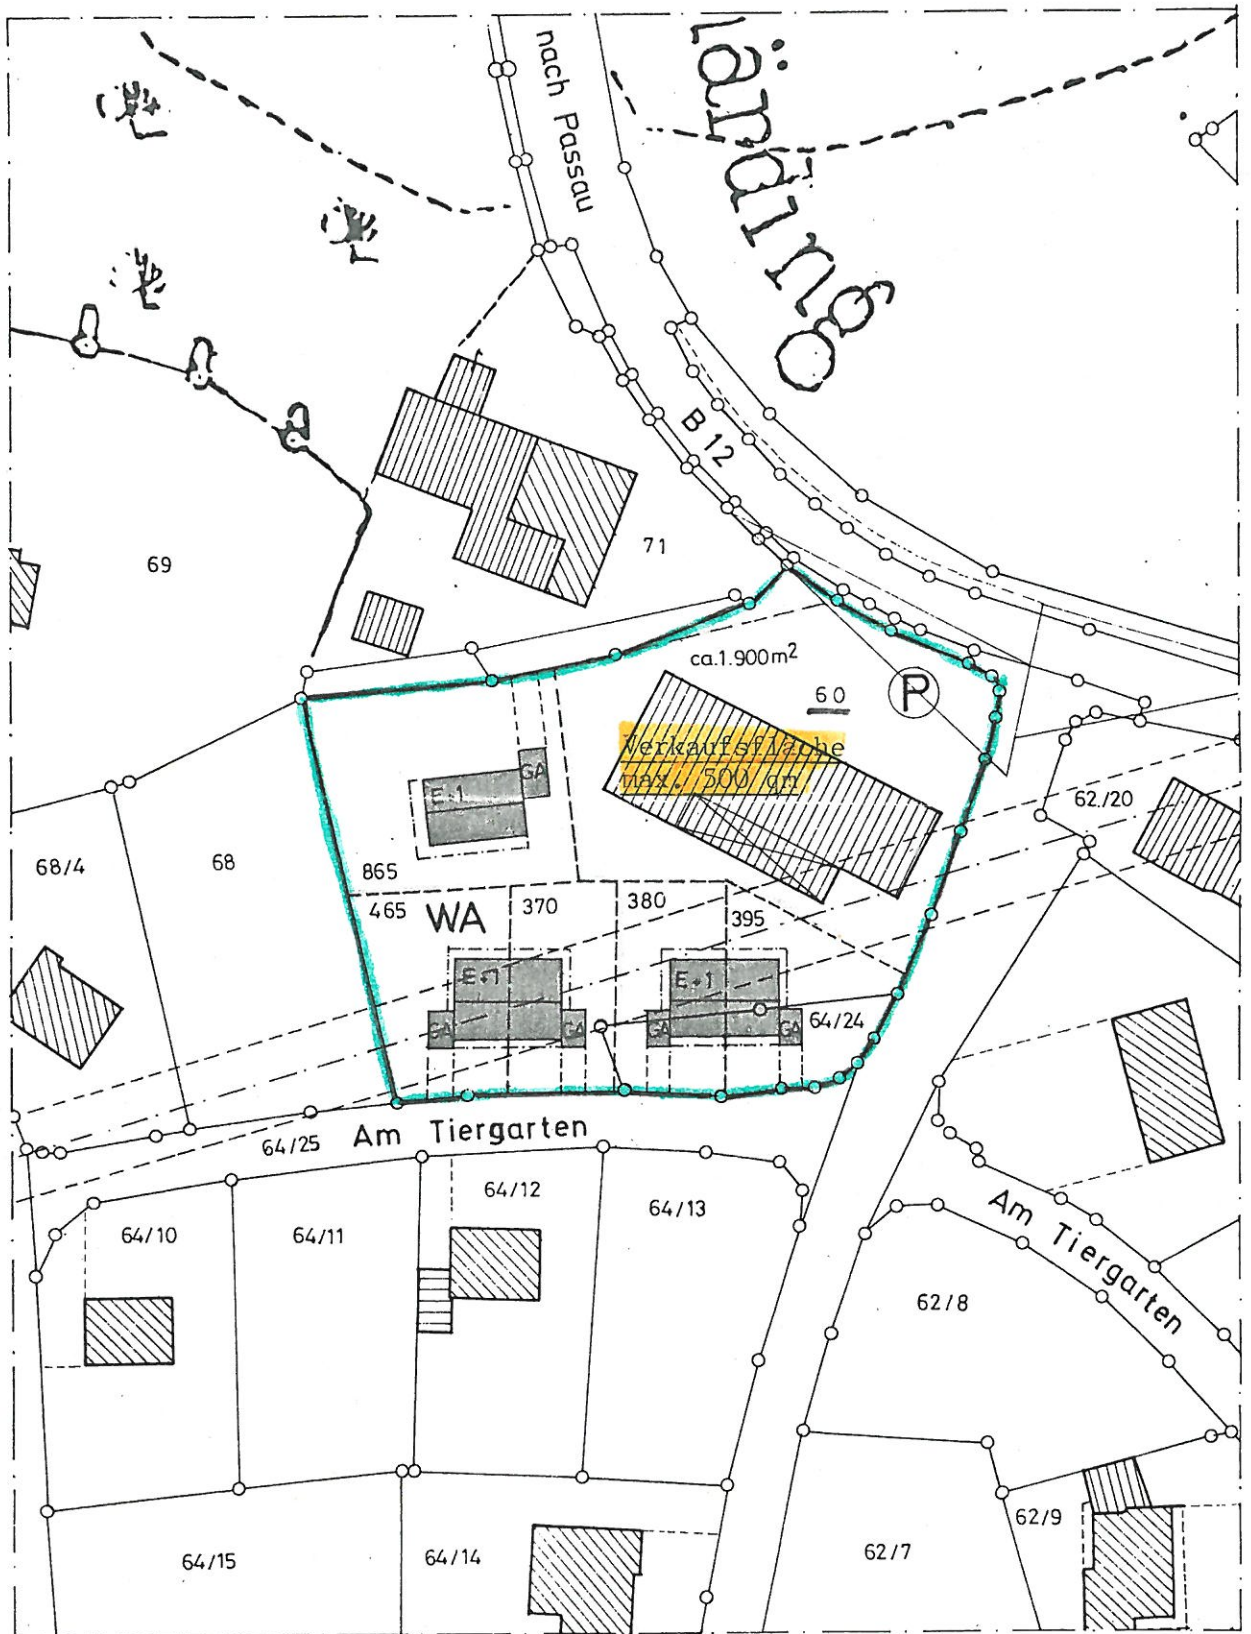 nach Passau
ländıng
B 12
69
71
ca.1.900m²
60
P
Verkaufsfläche
max. 500 qm
GA
E+1
62/20
68/4
68
865
465
WA
370
380
395
E+1
E+1
GA
GA
GA
GA
64/24
64/25
Am Tiergarten
64/10
64/11
64/12
64/13
Am Tiergarten
62/8
64/15
64/14
62/7
62/9